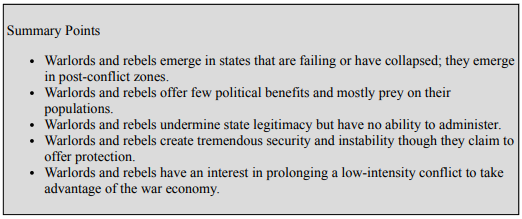 Summary Points
• Warlords and rebels emerge in states that are failing or have collapsed; they emerge
in post-conflict zones.
• Warlords and rebels offer few political benefits and mostly prey on their
populations.
• Warlords and rebels undermine state legitimacy but have no ability to administer.
• Warlords and rebels create tremendous security and instability though they claim to
offer protection.
• Warlords and rebels have an interest in prolonging a low-intensity conflict to take
advantage of the war economy.